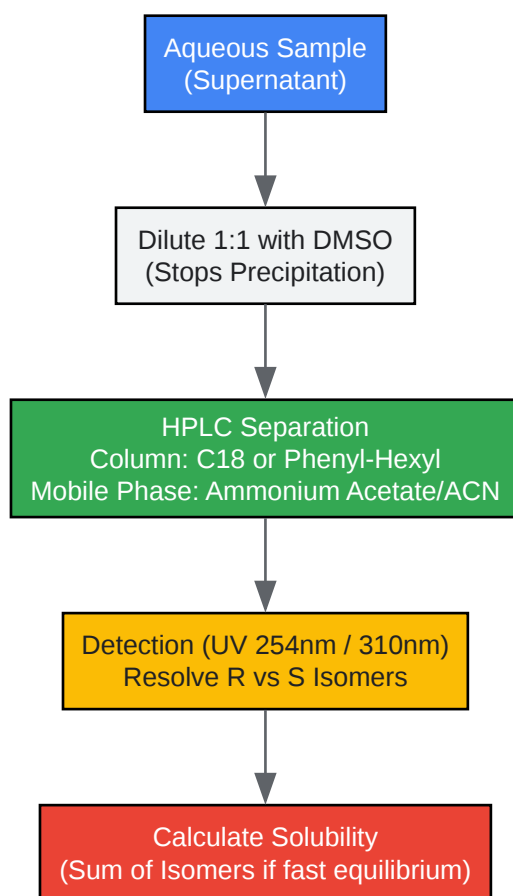 Aqueous Sample
(Supernatant)
Dilute 1:1 with DMSO
(Stops Precipitation)
HPLC Separation
Column: C18 or Phenyl-Hexyl
Mobile Phase: Ammonium Acetate/ACN
Detection (UV 254nm / 310nm)
Resolve R vs S Isomers
Calculate Solubility
(Sum of Isomers if fast equilibrium)